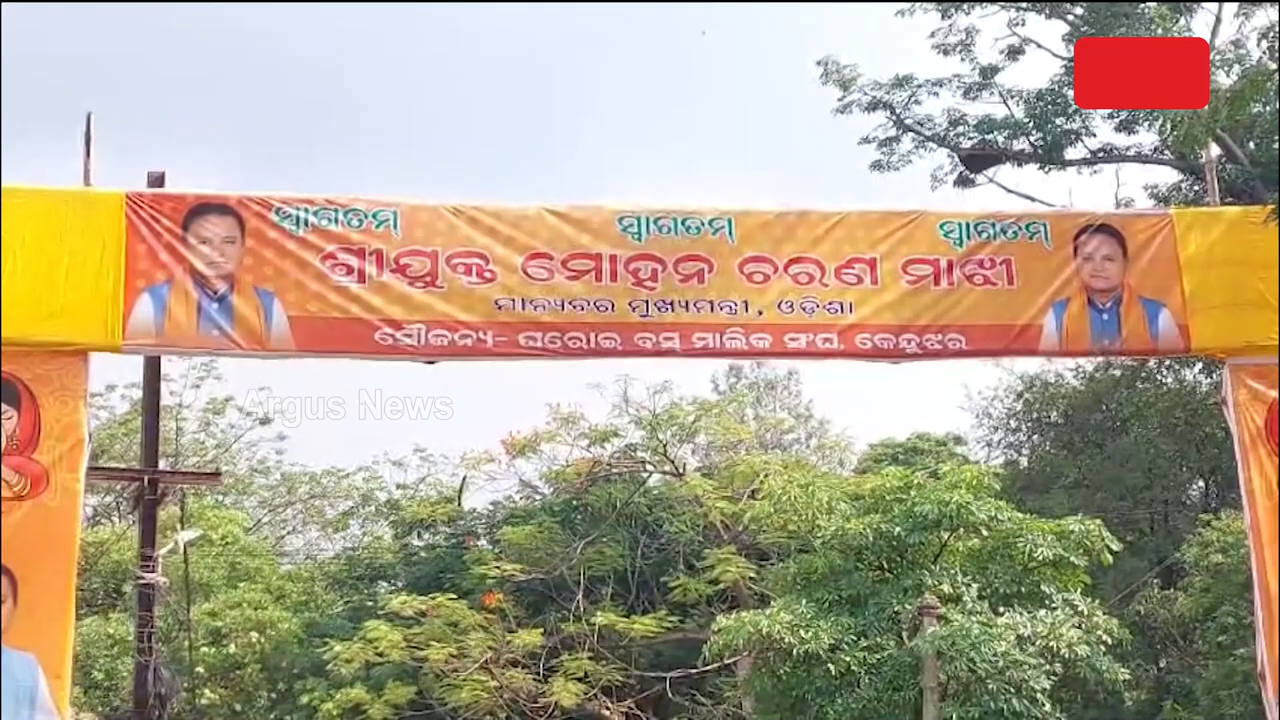 ସ୍ୱାଗତମ୍ ସ୍ୱାଗତମ୍ ସ୍ୱାଗତମ୍
ଶ୍ରୀଯୁକ୍ତ ମୋହନ ଚରଣ ମାଝୀ
ମାନ୍ୟବର ମୁଖ୍ୟମନ୍ତ୍ରୀ, ଓଡ଼ିଶା
ସୌଜନ୍ୟ- ଘରୋଇ ବସ୍ ମାଲିକ ସଂଘ, କେନ୍ଦୁଝର
Argus News